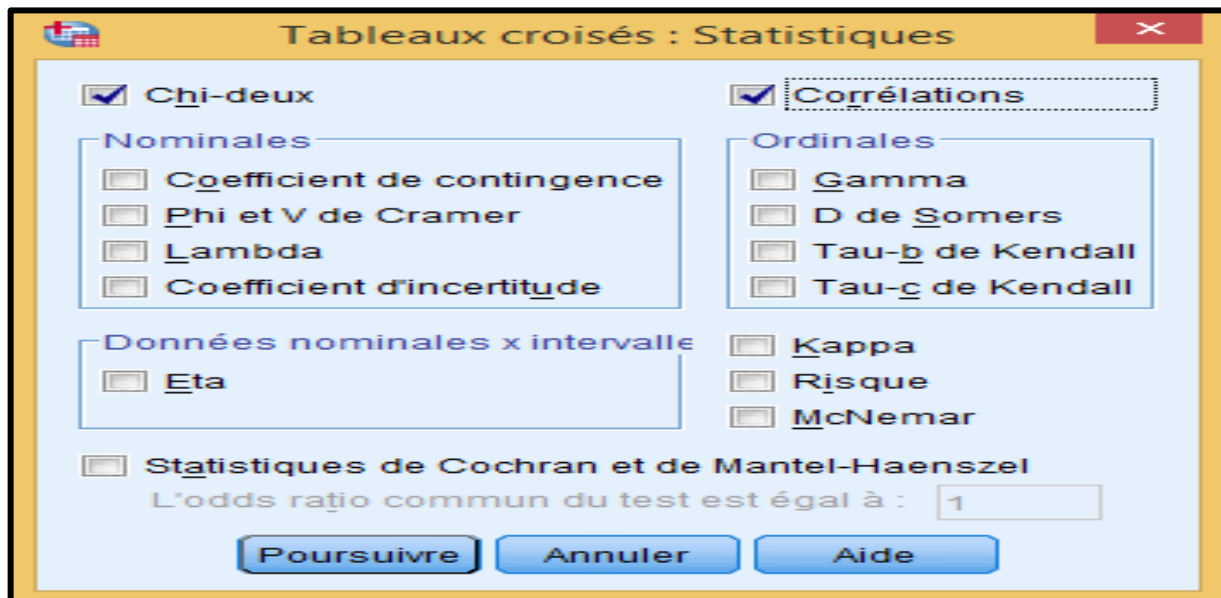 Tableaux croisés : Statistiques
Chi-deux
Corrélations
Nominales
Coefficient de contingence
Phi et V de Cramer
Lambda
Coefficient d'incertitude
Ordinales
Gamma
D de Somers
Tau-b de Kendall
Tau-c de Kendall
Données nominales x intervalle
Eta
Kappa
Risque
McNemar
Statistiques de Cochran et de Mantel-Haenszel
L'odds ratio commun du test est égal à : 1
Poursuivre
Annuler
Aide